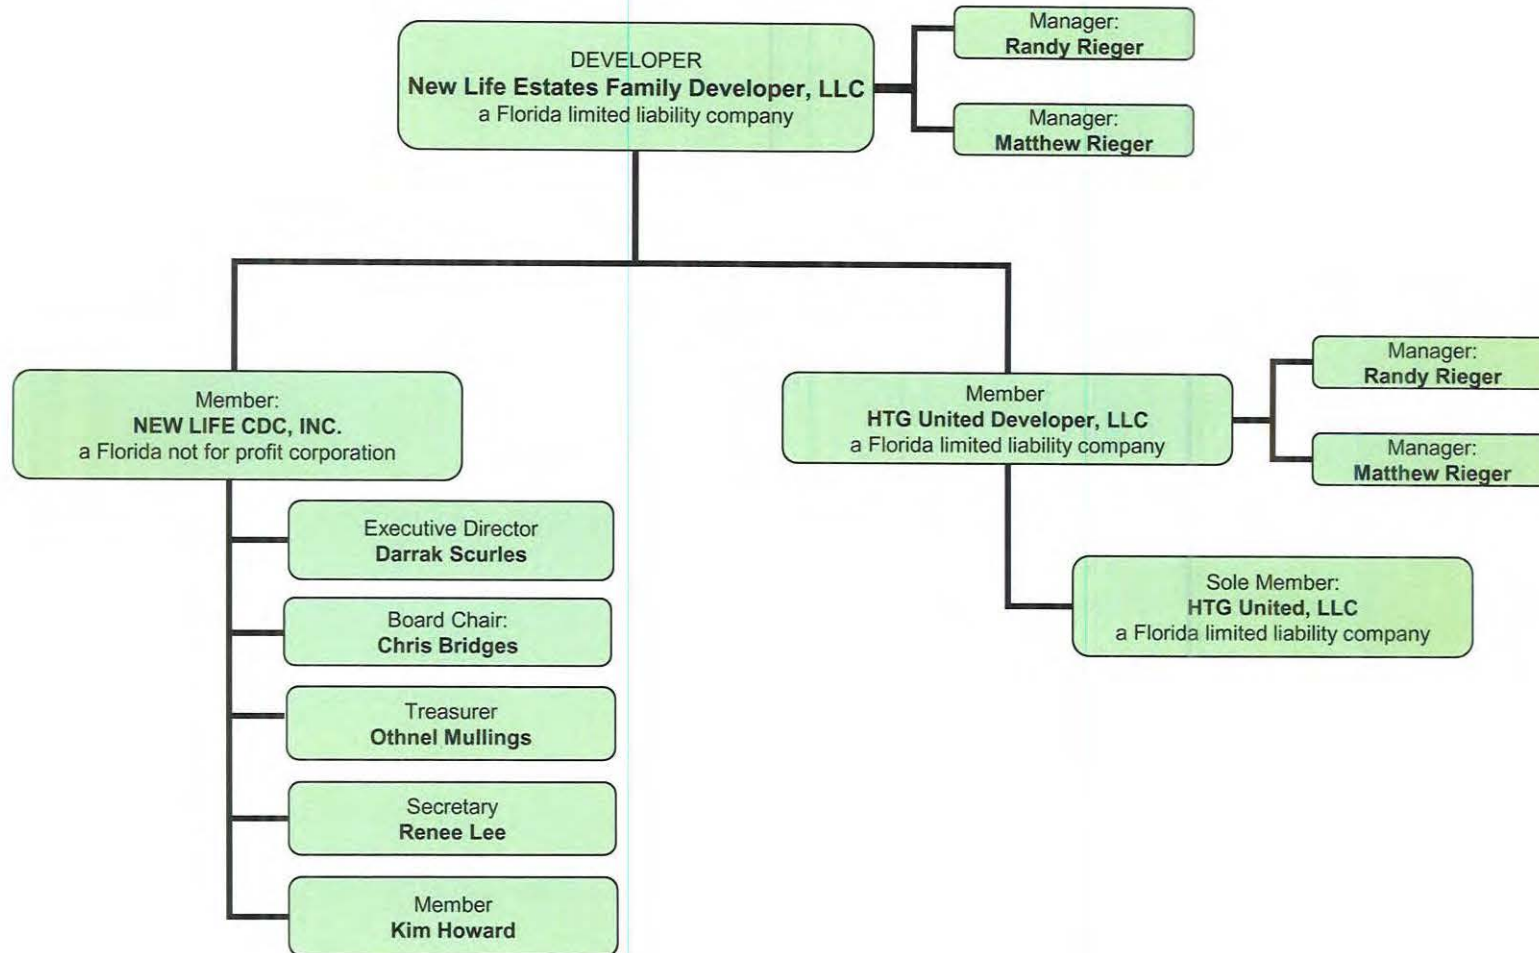 DEVELOPER
New Life Estates Family Developer, LLC
a Florida limited liability company
Manager:
Randy Rieger
Manager:
Matthew Rieger
Member:
NEW LIFE CDC, INC.
a Florida not for profit corporation
Executive Director
Darrak Scurles
Board Chair:
Chris Bridges
Treasurer
Othnel Mullings
Secretary
Renee Lee
Member
Kim Howard
Member
HTG United Developer, LLC
a Florida limited liability company
Manager:
Randy Rieger
Manager:
Matthew Rieger
Sole Member:
HTG United, LLC
a Florida limited liability company